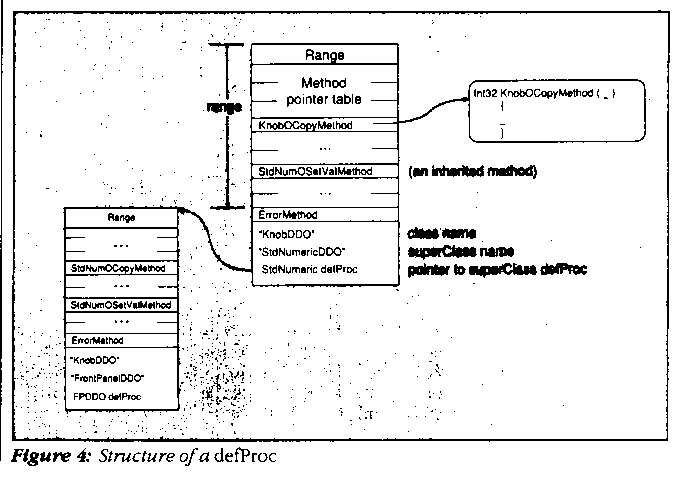 Range
Method
pointer table
range
KnobOCopyMethod
Int32 KnobOCopyMethod ( _ )
{
...
}
...
StdNumOSetValMethod
(an inherited method)
...
ErrorMethod
"KnobDDO"
class name
"StdNumericDDO"
superClass name
StdNumeric defProc
pointer to superClass defProc
Range
...
StdNumOCopyMethod
...
StdNumOSetValMethod
...
ErrorMethod
"KnobDDO"
"FrontPanelDDO"
FPDDO defProc
Figure 4: Structure of a defProc